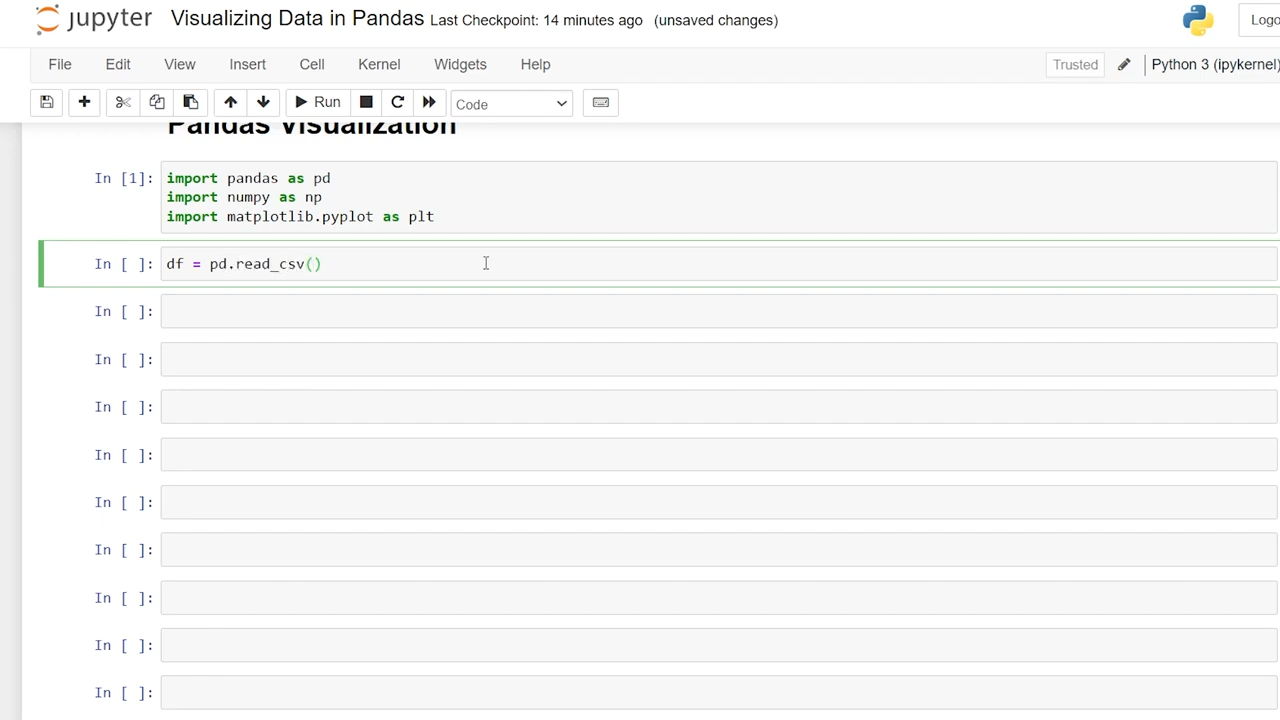 jupyter Visualizing Data in Pandas Last Checkpoint: 14 minutes ago (unsaved changes)
File Edit View Insert Cell Kernel Widgets Help Trusted Python 3 (ipykernel)
Run Code
Pandas Visualization
In [1]: import pandas as pd
import numpy as np
import matplotlib.pyplot as plt
In [ ]: df = pd.read_csv()
In [ ]:
In [ ]:
In [ ]:
In [ ]:
In [ ]:
In [ ]:
In [ ]:
In [ ]:
In [ ]: